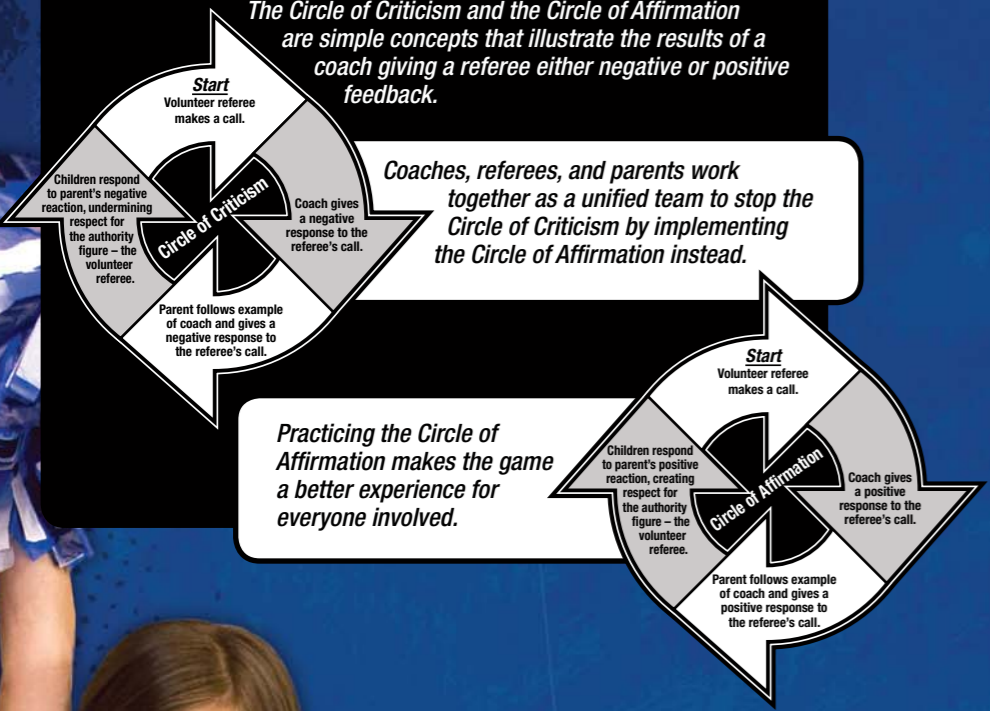 The Circle of Criticism and the Circle of Affirmation
are simple concepts that illustrate the results of a
coach giving a referee either negative or positive
feedback.
Start
Volunteer referee
makes a call.
Coach gives
a negative
response to the
referee's call.
Parent follows example
of coach and gives a
negative response to
the referee's call.
Children respond
to parent's negative
reaction, undermining
respect for
the authority
figure – the
volunteer
referee.
Circle of Criticism
Coaches, referees, and parents work
together as a unified team to stop the
Circle of Criticism by implementing
the Circle of Affirmation instead.
Practicing the Circle of
Affirmation makes the game
a better experience for
everyone involved.
Start
Volunteer referee
makes a call.
Coach gives
a positive
response to the
referee's call.
Parent follows example
of coach and gives a
positive response to
the referee's call.
Children respond
to parent's positive
reaction, creating
respect for
the authority
figure – the
volunteer
referee.
Circle of Affirmation